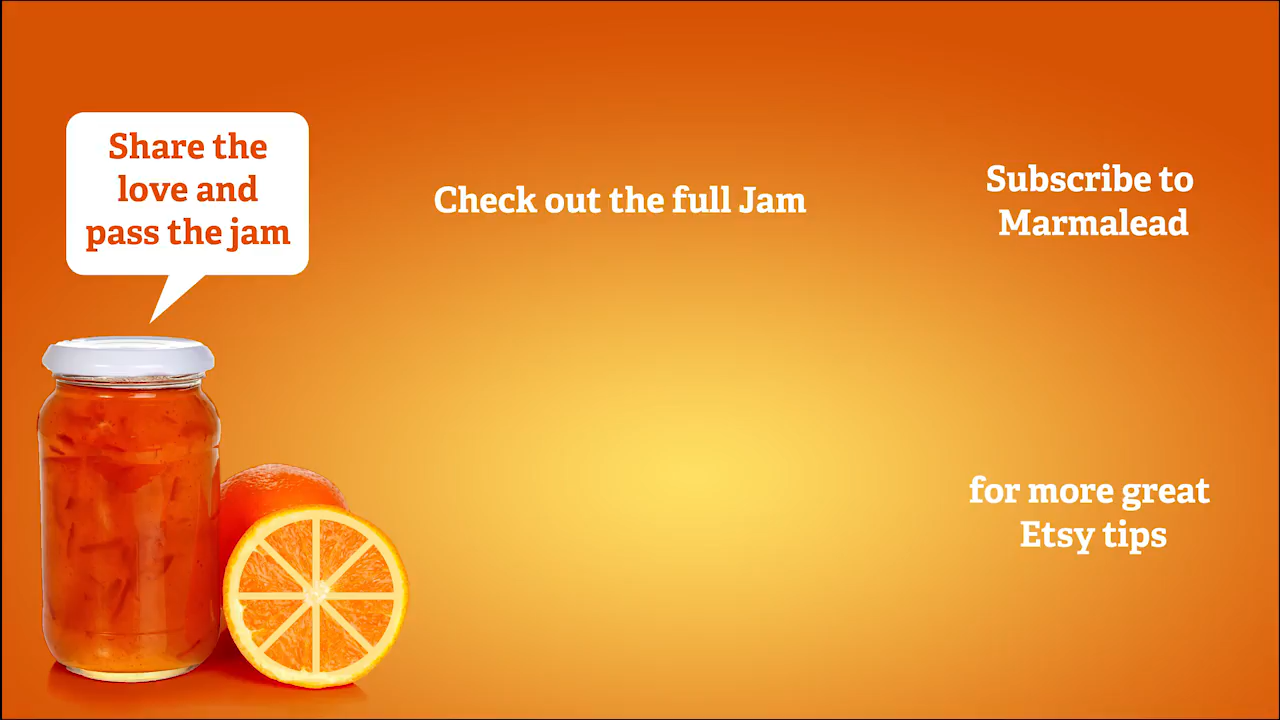 Share the
love and
pass the jam
Check out the full Jam
Subscribe to
Marmalead
for more great
Etsy tips